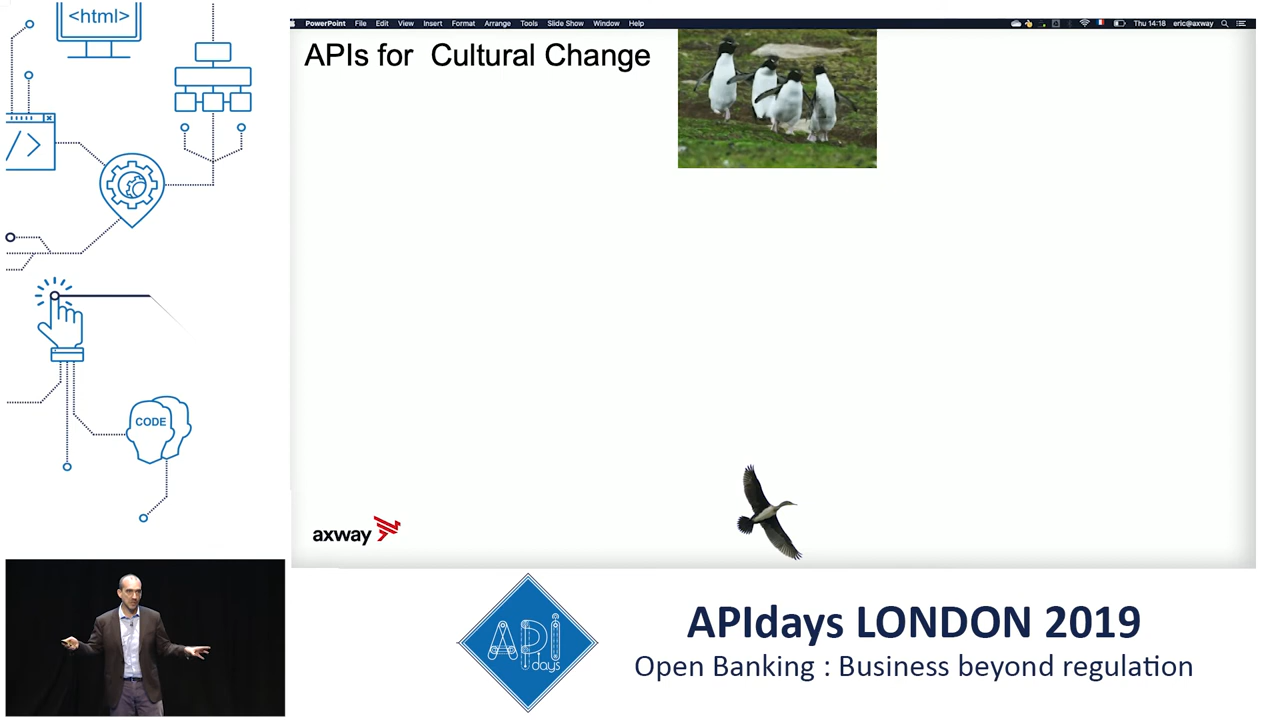 <html>
PowerPoint File Edit View Insert Format Arrange Tools Slide Show Window Help
Thu 14:18 eric@axway
APIs for Cultural Change
/>
CODE
axway
API
days
APIdays LONDON 2019
Open Banking : Business beyond regulation